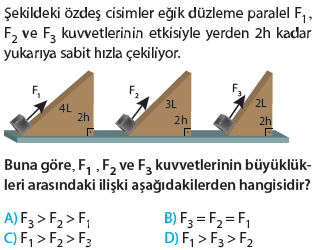 Şekildeki özdeş cisimler eğik düzleme paralel F₁,
F₂ ve F₃ kuvvetlerinin etkisiyle yerden 2h kadar
yukarıya sabit hızla çekiliyor.
F₁ 4L 2h
F₂ 3L 2h
F₃ 2L 2h
Buna göre, F₁ , F₂ ve F₃ kuvvetlerinin büyüklük-
leri arasındaki ilişki aşağıdakilerden hangisidir?
A) F₃ > F₂ > F₁ B) F₃ = F₂ = F₁
C) F₁ > F₂ > F₃ D) F₁ > F₃ > F₂